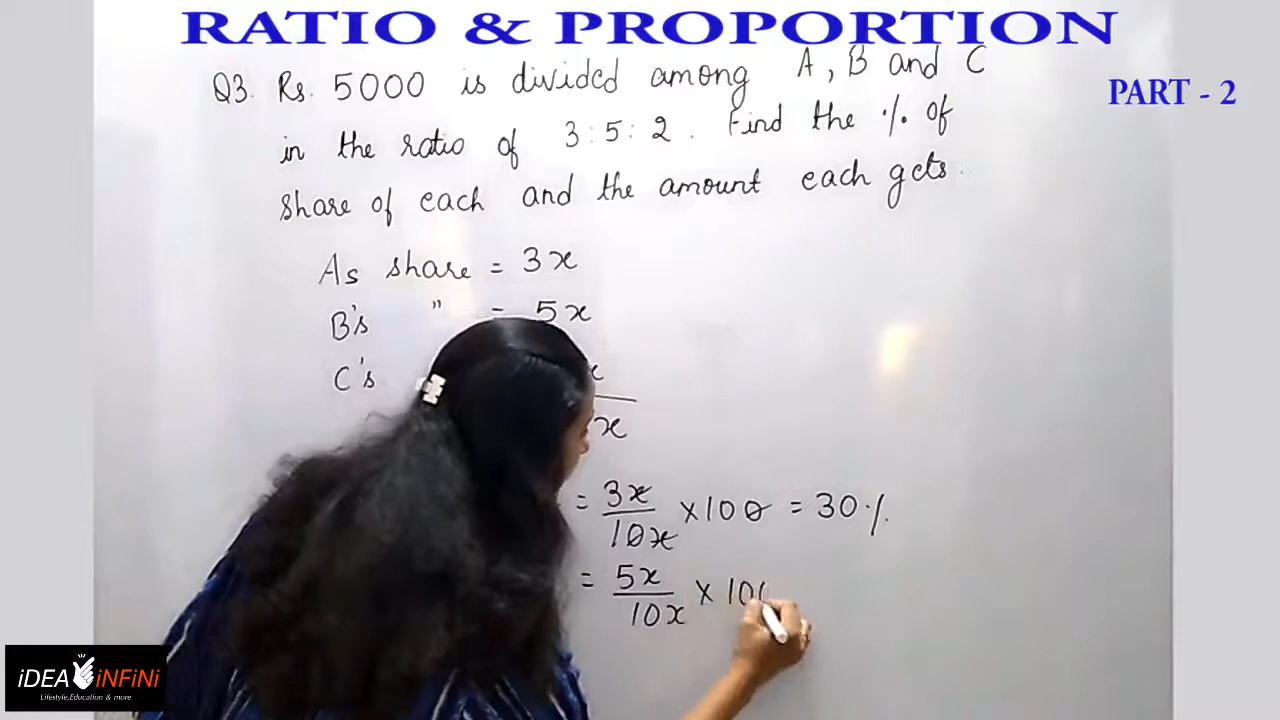 RATIO & PROPORTION
PART - 2
Q3. Rs. 5000 is divided among A, B and C
in the ratio of 3:5:2. Find the % of
share of each and the amount each gets.
As share = 3x
B's " = 5x
C's
x
= 3x/10x × 100 = 30%
= 5x/10x × 100
iDEA iNFiNi
Lifestyle,Education & more